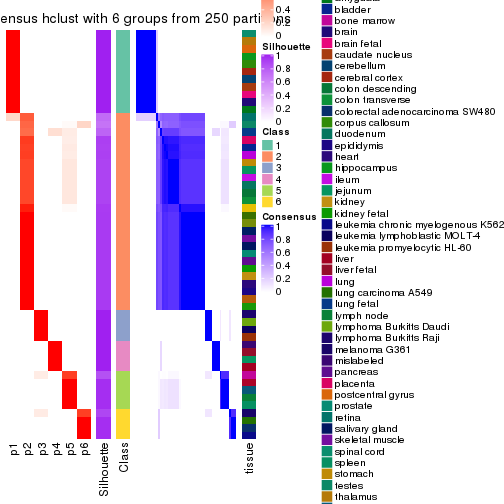 ensus hclust with 6 groups from 250 partitions
0.4
0.2
0
Silhouette
1
0.8
0.6
0.4
0.2
0
Class
1
2
3
4
5
6
Consensus
1
0.8
0.6
0.4
0.2
0
p1
p2
p3
p4
p5
p6
Silhouette
Class
tissue
bladder
bone marrow
brain
brain fetal
caudate nucleus
cerebellum
cerebral cortex
colon descending
colon transverse
colorectal adenocarcinoma SW480
corpus callosum
duodenum
epididymis
heart
hippocampus
ileum
jejunum
kidney
kidney fetal
leukemia chronic myelogenous K562
leukemia lymphoblastic MOLT-4
leukemia promyelocytic HL-60
liver
liver fetal
lung
lung carcinoma A549
lung fetal
lymph node
lymphoma Burkitts Daudi
lymphoma Burkitts Raji
melanoma G361
mislabeled
pancreas
placenta
postcentral gyrus
prostate
retina
salivary gland
skeletal muscle
spinal cord
spleen
stomach
testes
thalamus